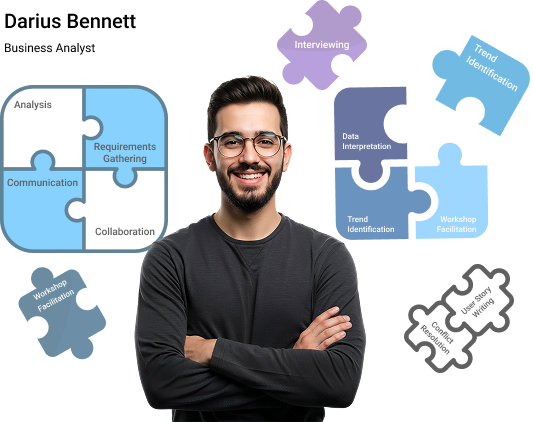 Darius Bennett
Business Analyst
Interviewing
Trend
Identification
Analysis
Requirements
Gathering
Communication
Collaboration
Data
Interpretation
Trend
Identification
Workshop
Facilitation
Workshop
Facilitation
User Story
Writing
Conflict
Resolution